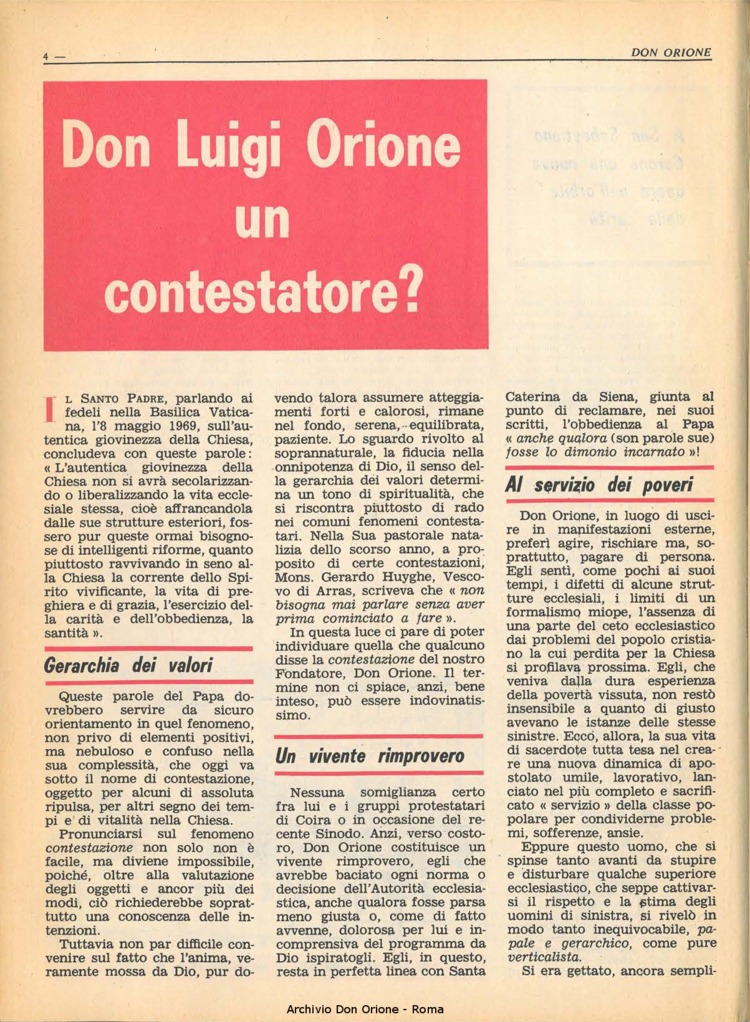 4 —
DON ORIONE
Don Luigi Orione
un
contestatore?
IL SANTO PADRE, parlando ai
fedeli nella Basilica Vatica-
na, l'8 maggio 1969, sull'au-
tentica giovinezza della Chiesa,
concludeva con queste parole:
« L'autentica giovinezza della
Chiesa non si avrà secolarizzan-
do o liberalizzando la vita eccle-
siale stessa, cioè affrancandola
dalle sue strutture esteriori, fos-
sero pur queste ormai bisogno-
se di intelligenti riforme, quanto
piuttosto ravvivando in seno al-
la Chiesa la corrente dello Spi-
rito vivificante, la vita di pre-
ghiera e di grazia, l'esercizio del-
la carità e dell'obbedienza, la
santità ».
Gerarchia dei valori
Queste parole del Papa do-
vrebbero servire da sicuro
orientamento in quel fenomeno,
non privo di elementi positivi,
ma nebuloso e confuso nella
sua complessità, che oggi va
sotto il nome di contestazione,
oggetto per alcuni di assoluta
ripulsa, per altri segno dei tem-
pi e di vitalità nella Chiesa.
Pronunciarsi sul fenomeno
contestazione non solo non è
facile, ma diviene impossibile,
poiché, oltre alla valutazione
degli oggetti e ancor più dei
modi, ciò richiederebbe soprat-
tutto una conoscenza delle in-
tenzioni.
Tuttavia non par difficile con-
venire sul fatto che l'anima, ve-
ramente mossa da Dio, pur do-
vendo talora assumere atteggia-
menti forti e calorosi, rimane
nel fondo, serena, equilibrata,
paziente. Lo sguardo rivolto al
soprannaturale, la fiducia nella
onnipotenza di Dio, il senso del-
la gerarchia dei valori determi-
na un tono di spiritualità, che
si riscontra piuttosto di rado
nei comuni fenomeni contesta-
tari. Nella Sua pastorale nata-
lizia dello scorso anno, a pro-
posito di certe contestazioni,
Mons. Gerardo Huyghe, Vesco-
vo di Arras, scriveva che « non
bisogna mai parlare senza aver
prima cominciato a fare ».
In questa luce ci pare di poter
individuare quella che qualcuno
disse la contestazione del nostro
Fondatore, Don Orione. Il ter-
mine non ci spiace, anzi, bene
inteso, può essere indovinatis-
simo.
Un vivente rimprovero
Nessuna somiglianza certo
fra lui e i gruppi protestatari
di Coira o in occasione del re-
cente Sinodo. Anzi, verso costo-
ro, Don Orione costituisce un
vivente rimprovero, egli che
avrebbe baciato ogni norma o
decisione dell'Autorità ecclesia-
stica, anche qualora fosse parsa
meno giusta o, come di fatto
avvenne, dolorosa per lui e in-
comprensiva del programma da
Dio ispiratogli. Egli, in questo,
resta in perfetta linea con Santa
Caterina da Siena, giunta al
punto di reclamare, nei suoi
scritti, l'obbedienza al Papa
« anche qualora (son parole sue)
fosse lo dimonio incarnato »!
Al servizio dei poveri
Don Orione, in luogo di usci-
re in manifestazioni esterne,
preferì agire, rischiare ma, so-
prattutto, pagare di persona.
Egli sentì, come pochi ai suoi
tempi, i difetti di alcune strut-
ture ecclesiali, i limiti di un
formalismo miope, l'assenza di
una parte del ceto ecclesiastico
dai problemi del popolo cristia-
no la cui perdita per la Chiesa
si profilava prossima. Egli, che
veniva dalla dura esperienza
della povertà vissuta, non restò
insensibile a quanto di giusto
avevano le istanze delle stesse
sinistre. Ecco, allora, la sua vita
di sacerdote tutta tesa nel crea-
re una nuova dinamica di apo-
stolato umile, lavorativo, lan-
ciato nel più completo e sacrifi-
cato « servizio » della classe po-
polare per condividerne proble-
mi, sofferenze, ansie.
Eppure questo uomo, che si
spinse tanto avanti da stupire
e disturbare qualche superiore
ecclesiastico, che seppe cattivar-
si il rispetto e la stima degli
uomini di sinistra, si rivelò in
modo tanto inequivocabile, pa-
pale e gerarchico, come pure
verticalista.
Si era gettato, ancora sempli-
Archivio Don Orione - Roma